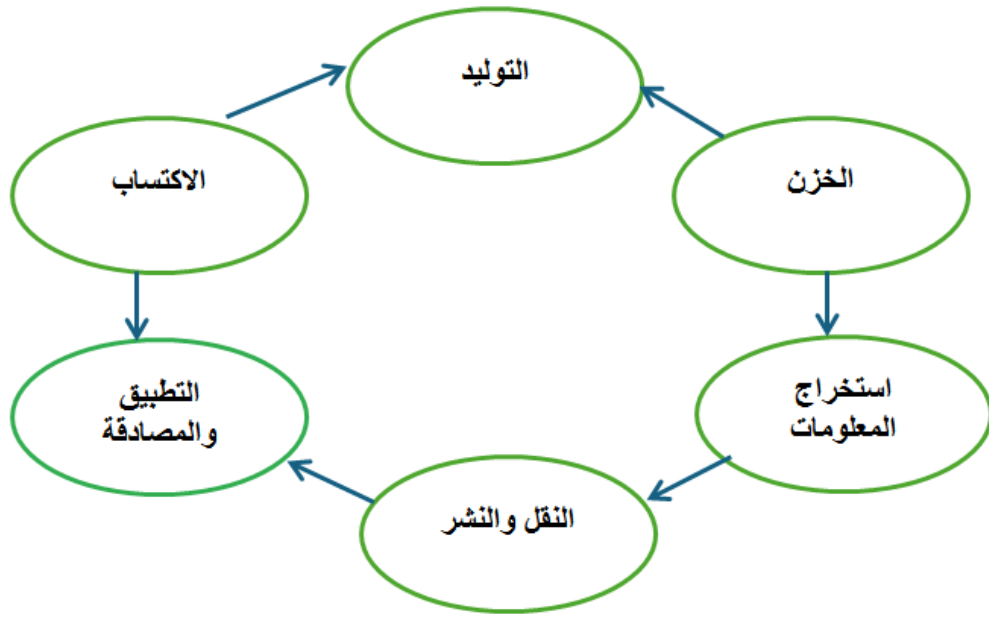 التوليد
الخزن
الاكتساب
استخراج
المعلومات
التطبيق
والمصادقة
النقل والنشر